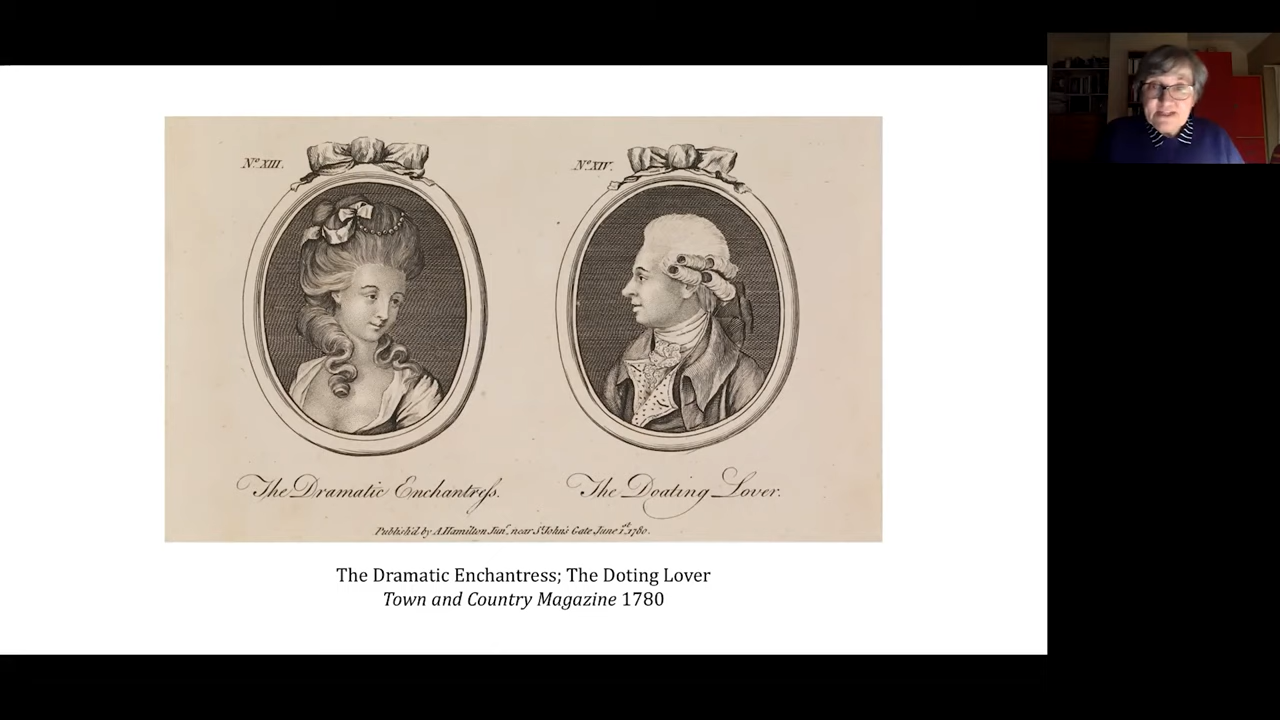 No. XIII.
No. XIV.
The Dramatic Enchantress.
The Doating Lover.
Publish'd by A. Hamilton Junr. near St. John's Gate June 1st. 1780.
The Dramatic Enchantress; The Doting Lover
Town and Country Magazine 1780